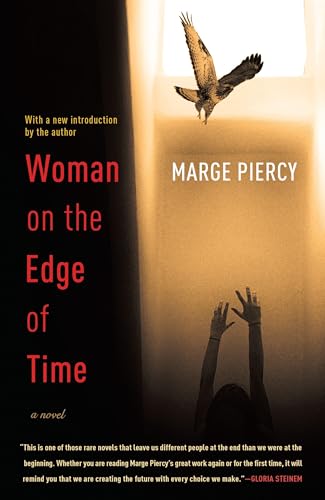 With a new introduction
by the author
Woman
on the
Edge
of
Time
MARGE PIERCY
a novel
"This is one of those rare novels that leave us different people at the end than we were at the
beginning. Whether you are reading Marge Piercy's great work again or for the first time, it will
remind you that we are creating the future with every choice we make."—GLORIA STEINEM